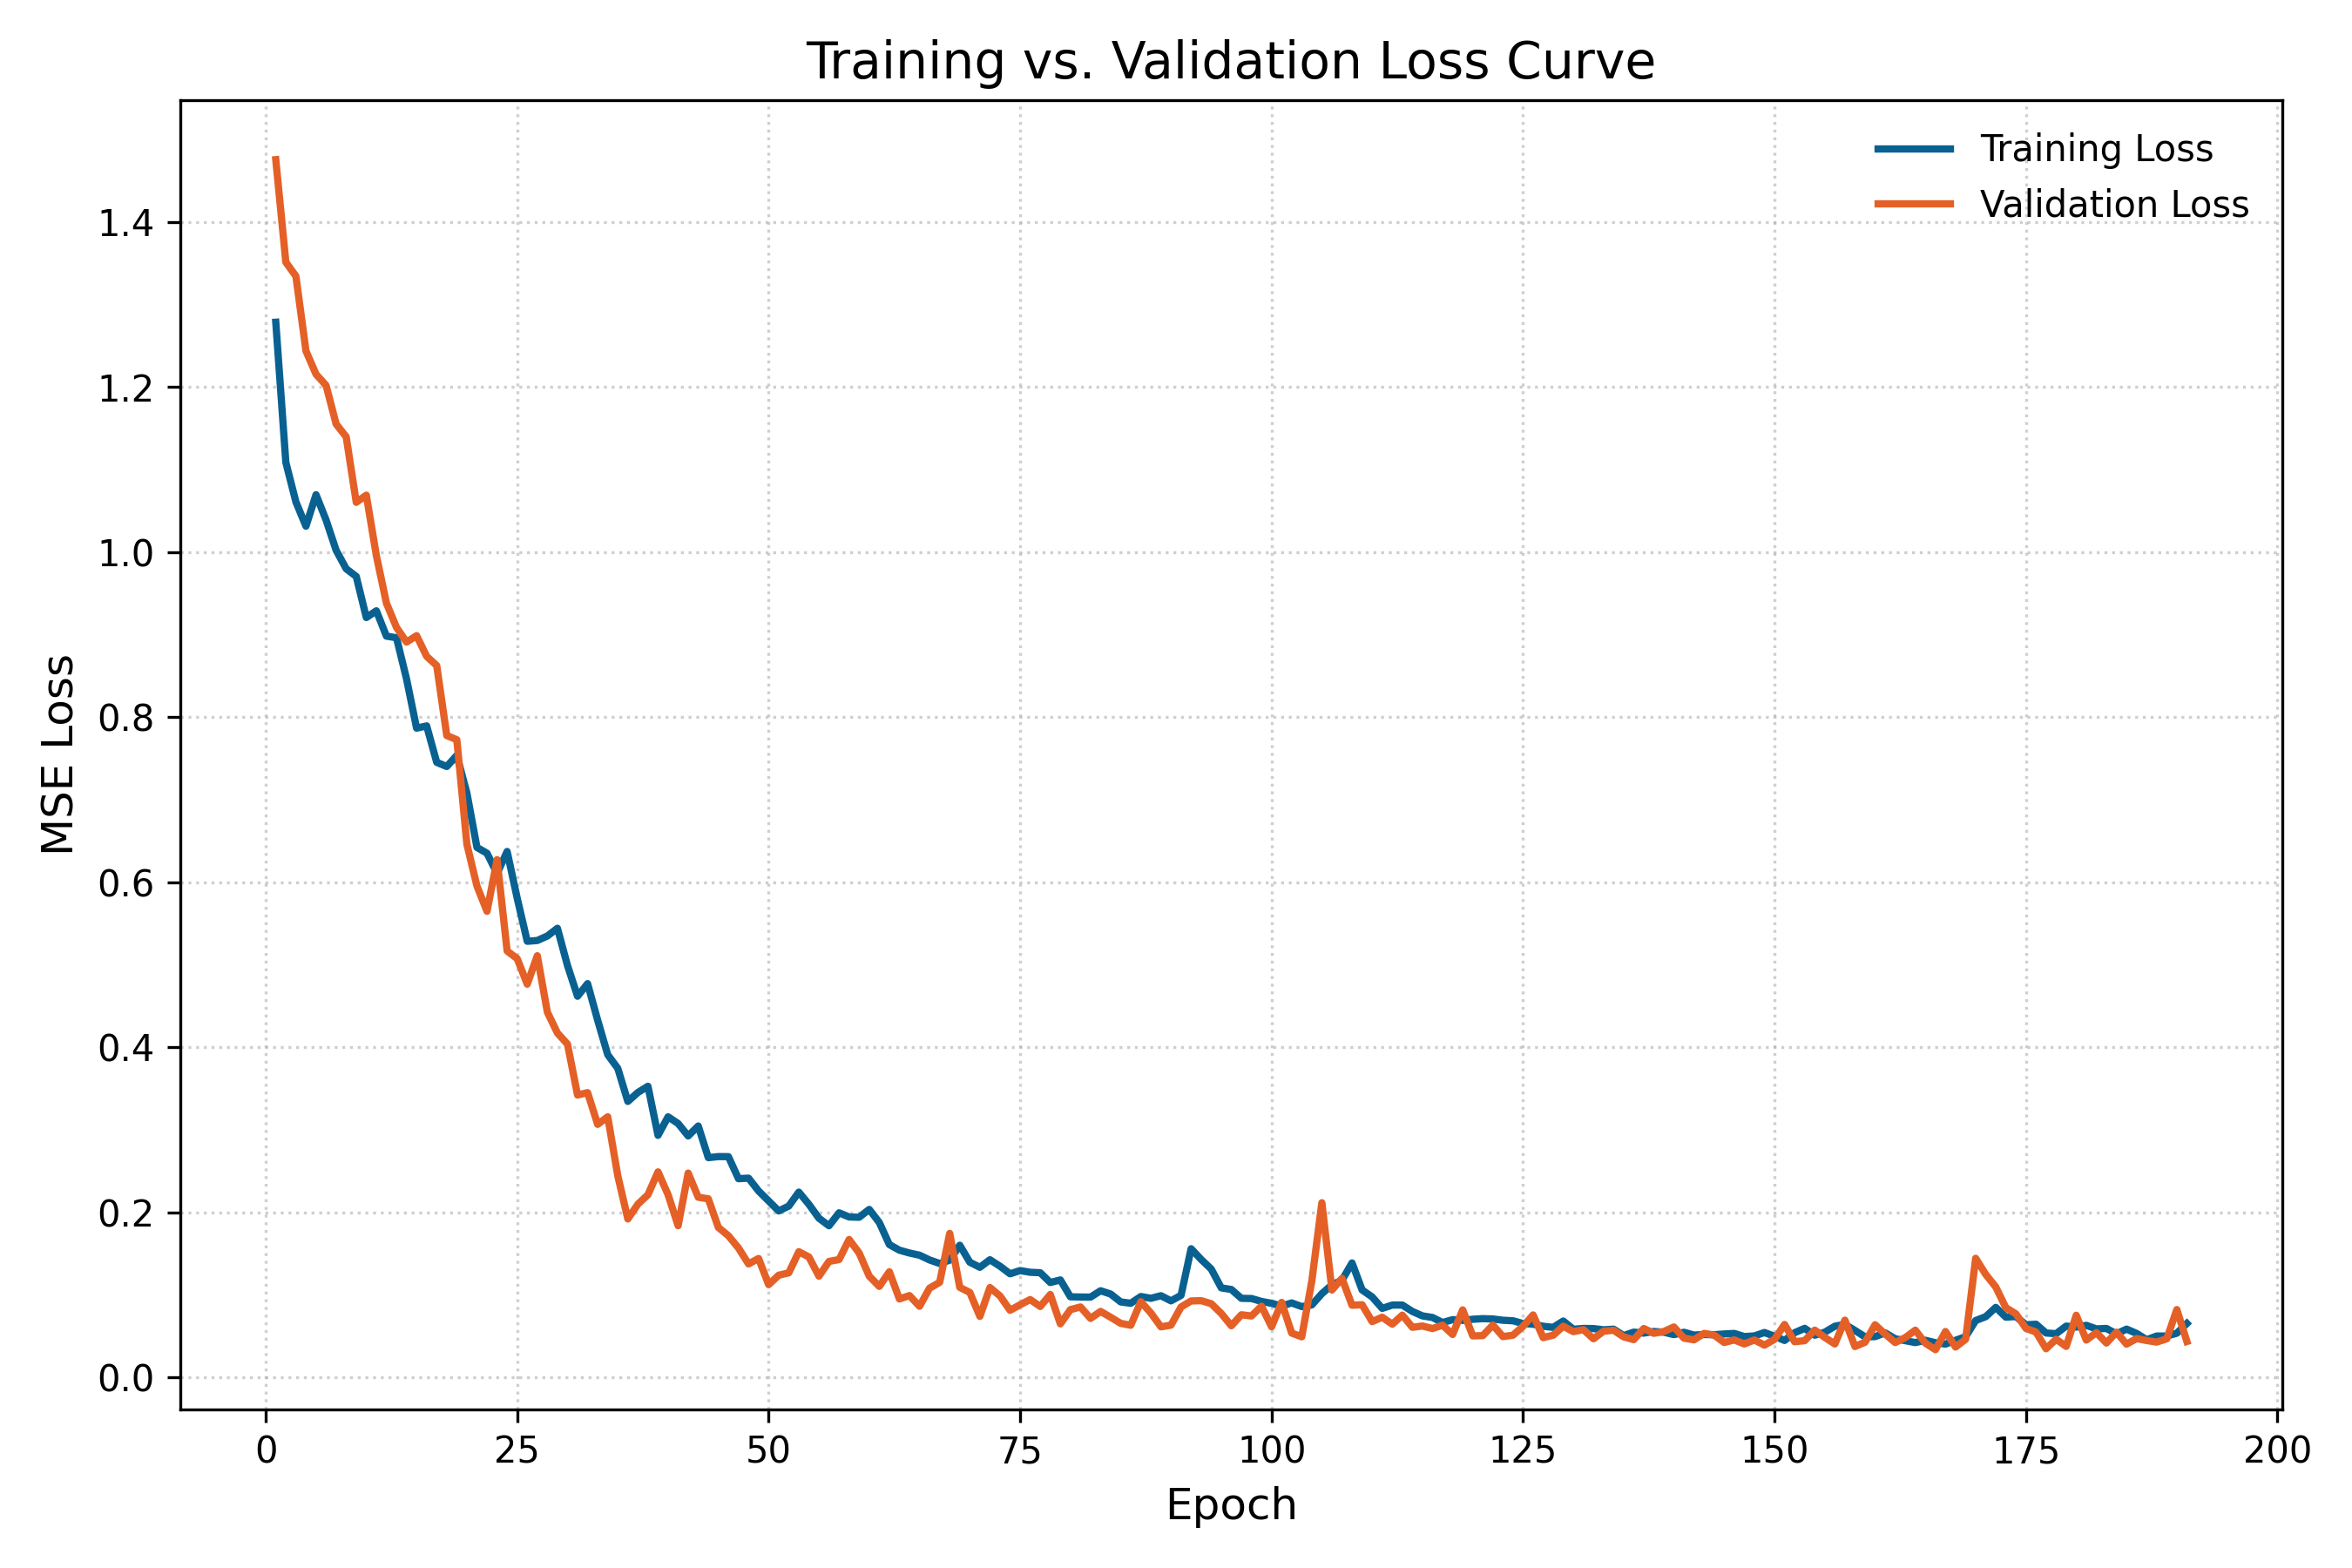 Training vs. Validation Loss Curve
Training Loss
Validation Loss
MSE Loss
1.4
1.2
1.0
0.8
0.6
0.4
0.2
0.0
0 25 50 75 100 125 150 175 200
Epoch